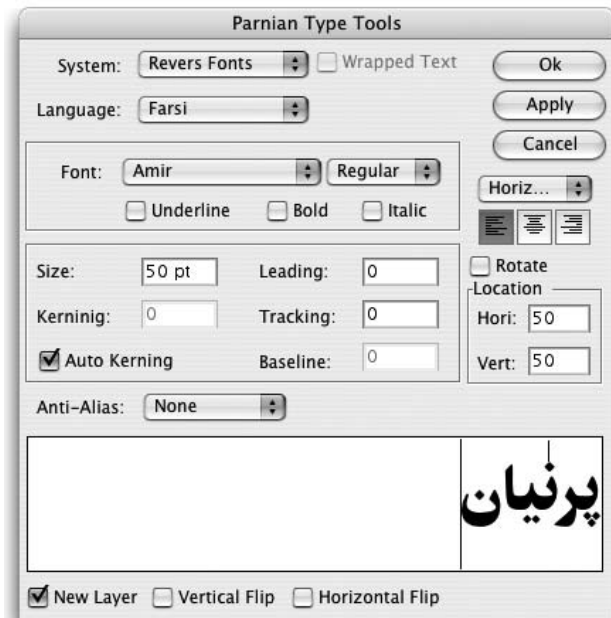 Parnian Type Tools
System: Revers Fonts Wrapped Text Ok
Language: Farsi Apply
Cancel
Font: Amir Regular Horiz...
Underline Bold Italic
Size: 50 pt Leading: 0 Rotate
Location
Kerninig: 0 Tracking: 0 Hori: 50
Auto Kerning Baseline: 0 Vert: 50
Anti-Alias: None
پرنیان
New Layer Vertical Flip Horizontal Flip